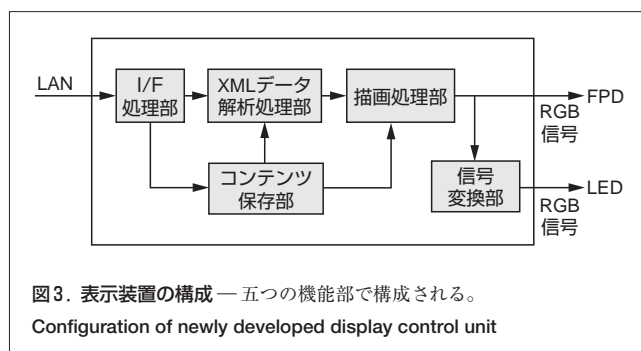 LAN
I/F
処理部
XMLデータ
解析処理部
描画処理部
FPD
RGB
信号
コンテンツ
保存部
信号
変換部
LED
RGB
信号
図3. 表示装置の構成 — 五つの機能部で構成される。
Configuration of newly developed display control unit